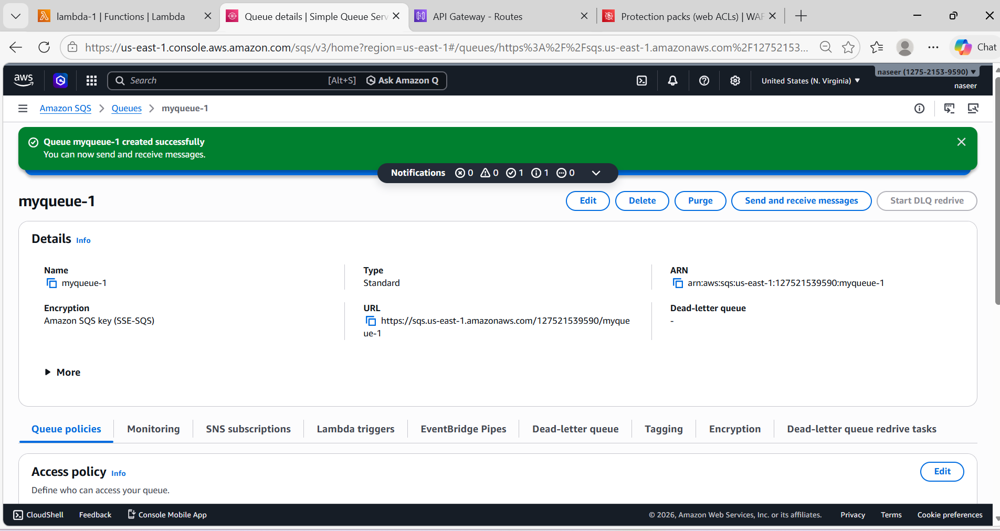 lambda-1 | Functions | Lambda
Queue details | Simple Queue Serv
API Gateway - Routes
Protection packs (web ACLs) | WAF
https://us-east-1.console.aws.amazon.com/sqs/v3/home?region=us-east-1#/queues/https%3A%2F%2Fsqs.us-east-1.amazonaws.com%2F12752153...
Chat
aws
Search [Alt+S] Ask Amazon Q
United States (N. Virginia)
naseer (1275-2153-9590)
naseer
Amazon SQS
Queues
myqueue-1
Queue myqueue-1 created successfully
You can now send and receive messages.
Notifications 0 0 1 1 0
myqueue-1
Edit
Delete
Purge
Send and receive messages
Start DLQ redrive
Details Info
Name
myqueue-1
Type
Standard
ARN
arn:aws:sqs:us-east-1:127521539590:myqueue-1
Encryption
Amazon SQS key (SSE-SQS)
URL
https://sqs.us-east-1.amazonaws.com/127521539590/myque
ue-1
Dead-letter queue
-
More
Queue policies
Monitoring
SNS subscriptions
Lambda triggers
EventBridge Pipes
Dead-letter queue
Tagging
Encryption
Dead-letter queue redrive tasks
Access policy Info
Edit
Define who can access your queue.
CloudShell
Feedback
Console Mobile App
© 2026, Amazon Web Services, Inc. or its affiliates.
Privacy
Terms
Cookie preferences